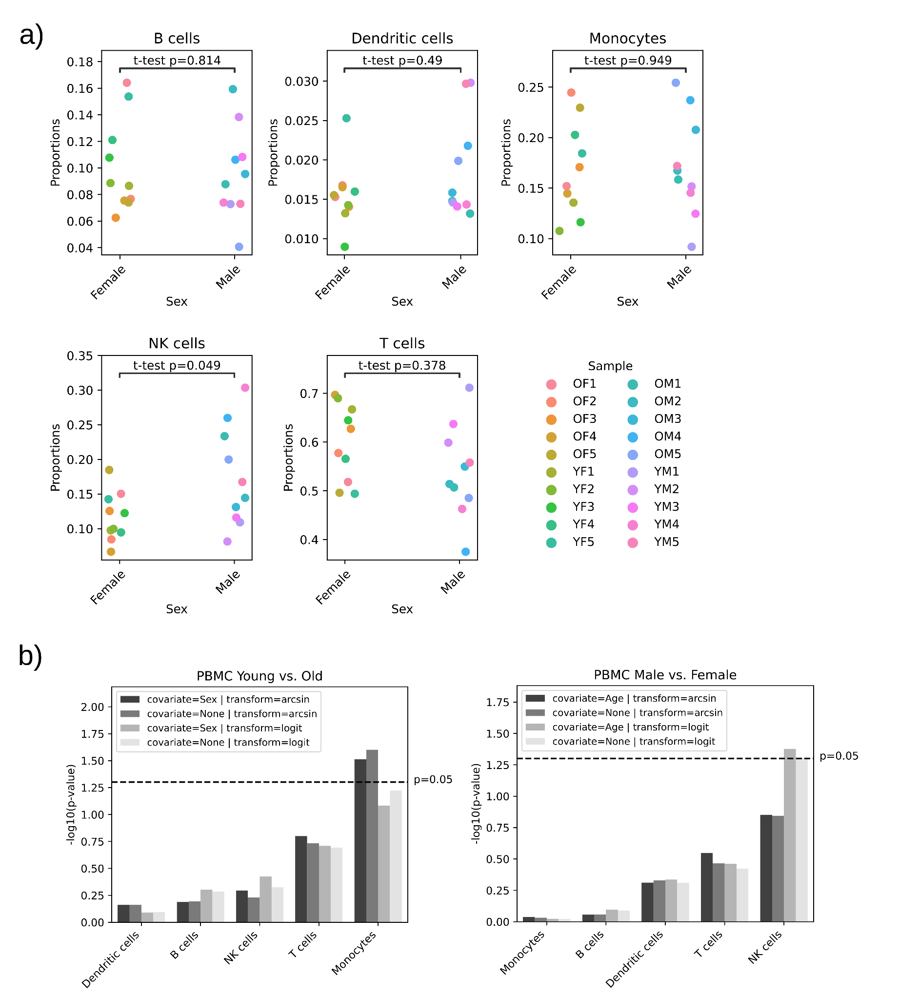 a)
B cells
t-test p=0.814
0.18
0.16
0.14
0.12
0.10
0.08
0.06
0.04
Proportions
Female
Male
Sex
Dendritic cells
t-test p=0.49
0.030
0.025
0.020
0.015
0.010
Proportions
Female
Male
Sex
Monocytes
t-test p=0.949
0.25
0.20
0.15
0.10
Proportions
Female
Male
Sex
NK cells
t-test p=0.049
0.35
0.30
0.25
0.20
0.15
0.10
Proportions
Female
Male
Sex
T cells
t-test p=0.378
0.7
0.6
0.5
0.4
Proportions
Female
Male
Sex
Sample
OF1 OM1
OF2 OM2
OF3 OM3
OF4 OM4
OF5 OM5
YF1 YM1
YF2 YM2
YF3 YM3
YF4 YM4
YF5 YM5
b)
PBMC Young vs. Old
covariate=Sex | transform=arcsin
covariate=None | transform=arcsin
covariate=Sex | transform=logit
covariate=None | transform=logit
2.00
1.75
1.50
1.25
1.00
0.75
0.50
0.25
0.00
-log10(p-value)
p=0.05
Dendritic cells
B cells
NK cells
T cells
Monocytes
PBMC Male vs. Female
covariate=Age | transform=arcsin
covariate=None | transform=arcsin
covariate=Age | transform=logit
covariate=None | transform=logit
1.75
1.50
1.25
1.00
0.75
0.50
0.25
0.00
-log10(p-value)
p=0.05
Monocytes
B cells
Dendritic cells
T cells
NK cells